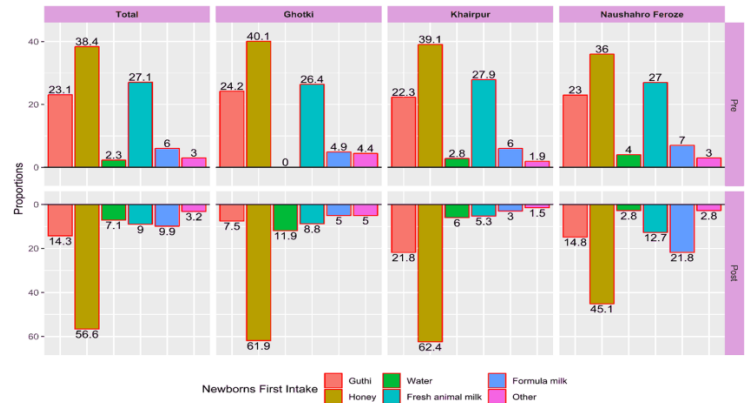 Total Ghotki Khairpur Naushahro Feroze
Proportions
Pre
40
20
0
23.1 38.4 2.3 27.1 6 3
24.2 40.1 0 26.4 4.9 4.4
22.3 39.1 2.8 27.9 6 1.9
23 36 4 27 7 3
Post
0
20
40
60
14.3 56.6 7.1 9 9.9 3.2
7.5 61.9 11.9 8.8 5 5
21.8 62.4 6 5.3 3 1.5
14.8 45.1 2.8 12.7 21.8 2.8
Newborns First Intake
Guthi Water Formula milk
Honey Fresh animal milk Other